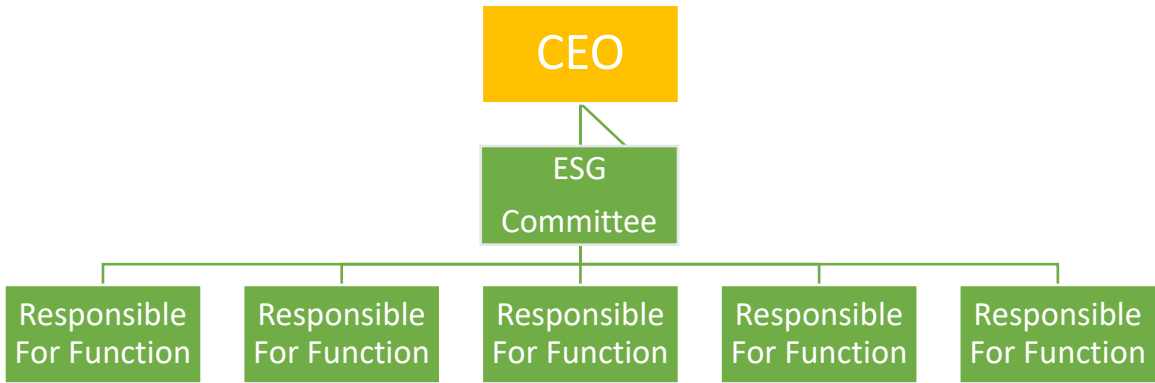 CEO
ESG
Committee
Responsible
For Function
Responsible
For Function
Responsible
For Function
Responsible
For Function
Responsible
For Function